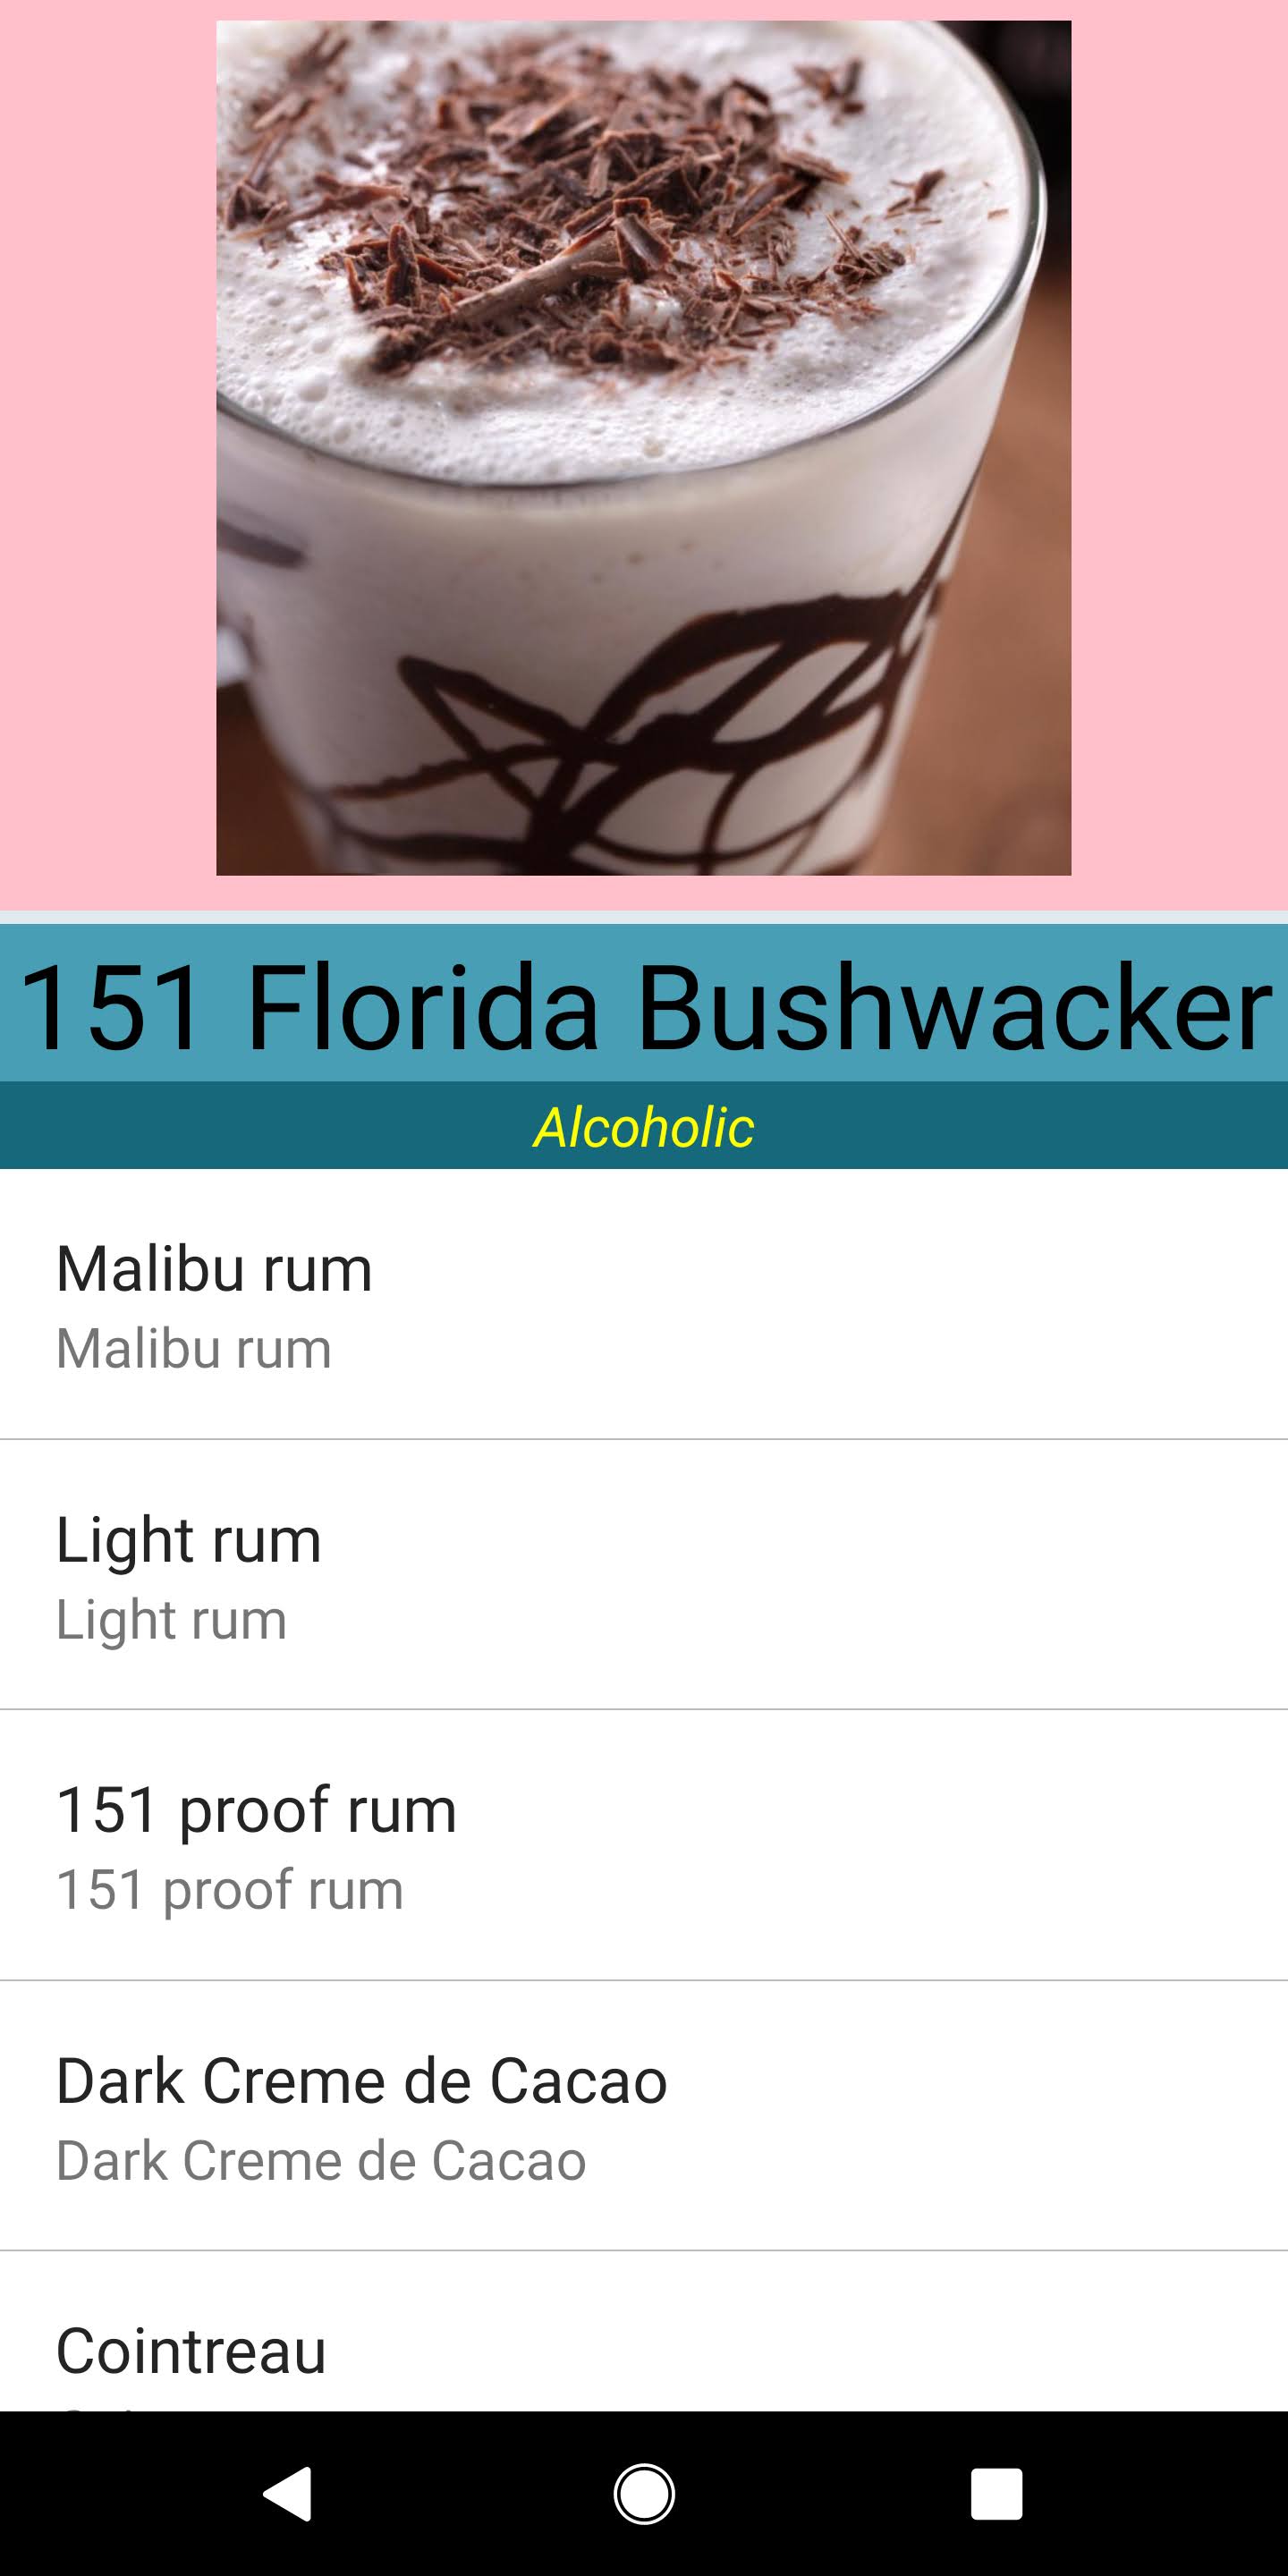 151 Florida Bushwacker
Alcoholic
Malibu rum
Malibu rum
Light rum
Light rum
151 proof rum
151 proof rum
Dark Creme de Cacao
Dark Creme de Cacao
Cointreau